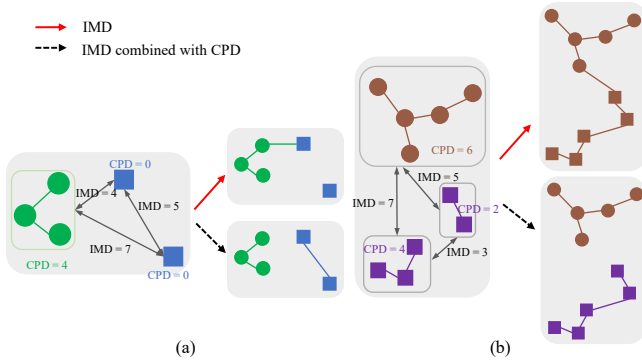 IMD
IMD combined with CPD
CPD = 0
IMD = 4
IMD = 5
IMD = 7
CPD = 4
CPD = 0
CPD = 6
IMD = 5
IMD = 7
CPD = 2
CPD = 4
IMD = 3
(a)
(b)